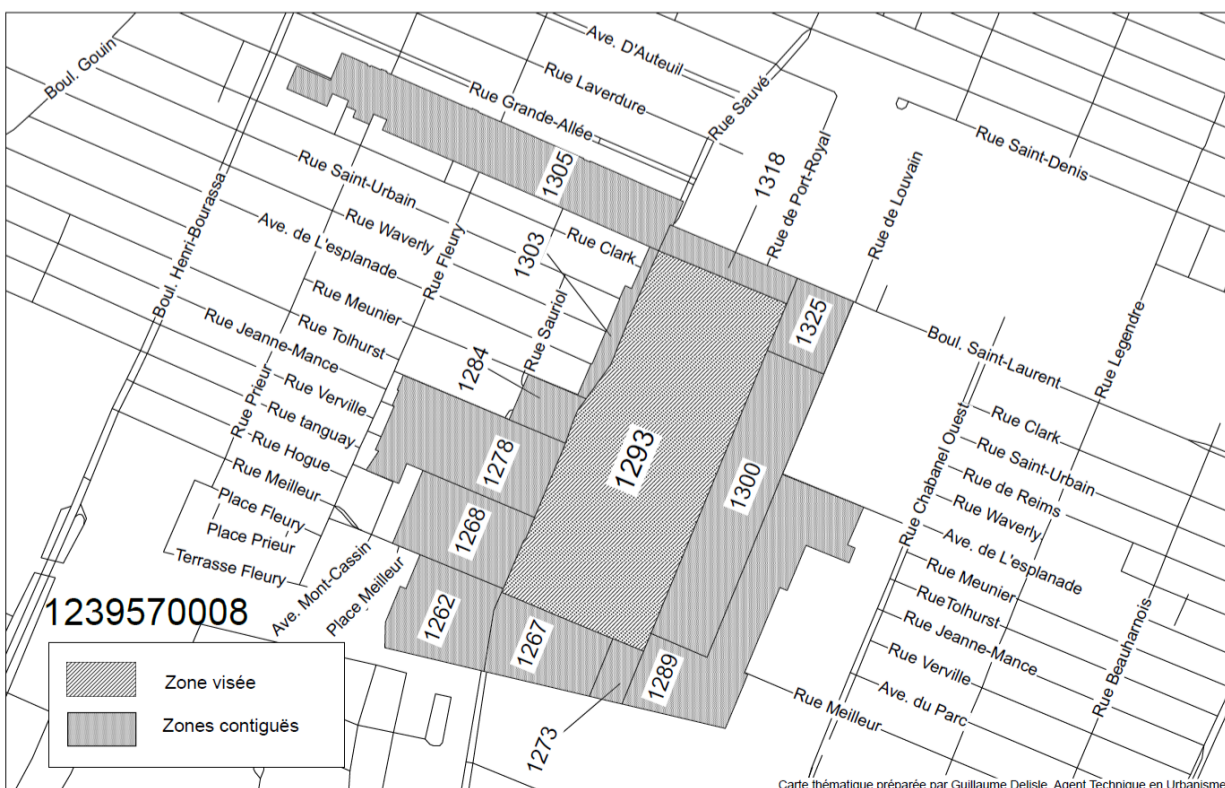 Boul. Gouin
Ave. D'Auteuil
Rue Laverdure
Rue Grande-Allée
Rue Sauvé
Rue Saint-Denis
1305
1318
Rue de Port-Royal
Rue de Louvain
Rue Saint-Urbain
Rue Waverly
Ave. de L'esplanade
Boul. Henri-Bourassa
Rue Fleury
Rue Clark
1303
Rue Meunier
Rue Tolhurst
Rue Sauriol
1284
1325
Rue Jeanne-Mance
Rue Verville
Rue Prieur
Rue tanguay
Rue Hogue
Rue Meilleur
Place Fleury
Place Prieur
Terrasse Fleury
1278
1293
1300
1268
Boul. Saint-Laurent
Rue Legendre
Rue Clark
Rue Saint-Urbain
Rue de Reims
Rue Waverly
Ave. de L'esplanade
Rue Chabanel Ouest
Rue Meunier
RueTolhurst
Rue Jeanne-Mance
Rue Verville
Ave. du Parc
Rue Beauharnois
Rue Meilleur
Ave. Mont-Cassin
Place Meilleur
1262
1267
1289
1273
1239570008
Zone visée
Zones contiguës
Carte thématique préparée par Guillaume Delisle, Agent Technique en Urbanisme